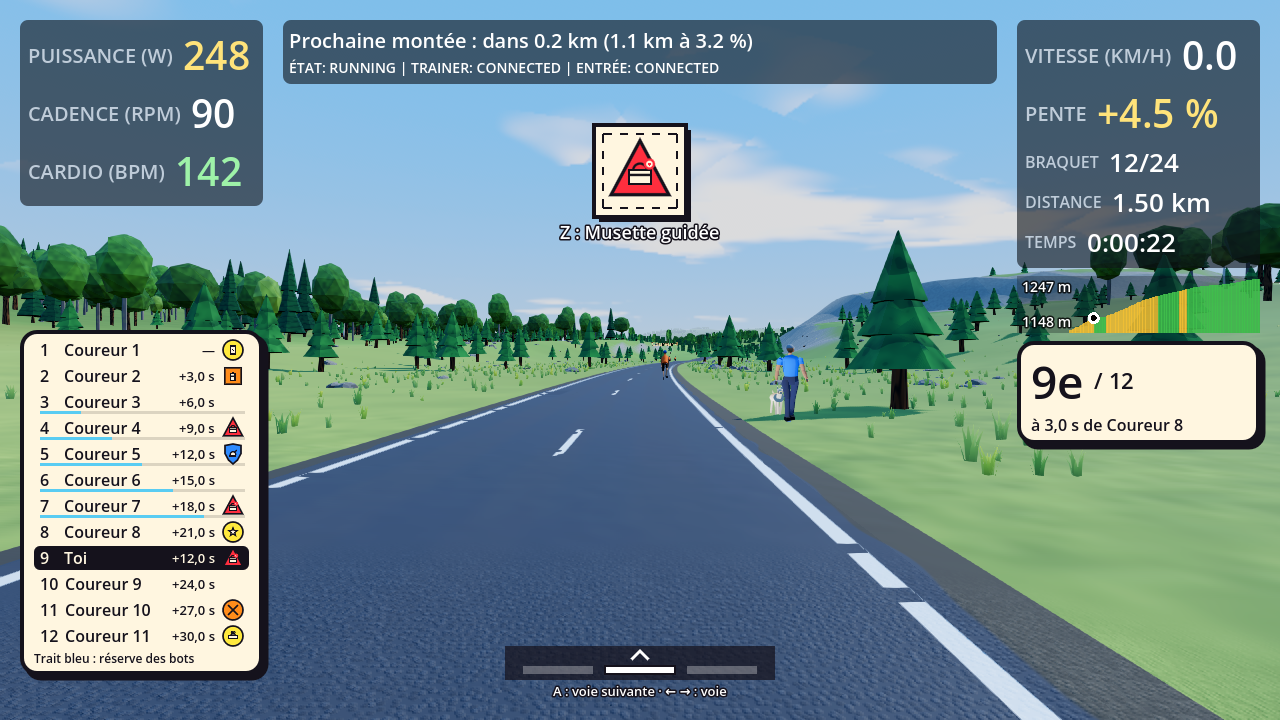 PUISSANCE (W) 248
CADENCE (RPM) 90
CARDIO (BPM) 142
Prochaine montée : dans 0.2 km (1.1 km à 3.2 %)
ÉTAT: RUNNING | TRAINER: CONNECTED | ENTRÉE: CONNECTED
Z : Musette guidée
VITESSE (KM/H) 0.0
PENTE +4.5 %
BRAQUET 12/24
DISTANCE 1.50 km
TEMPS 0:00:22
1247 m
1148 m
9e / 12
à 3,0 s de Coureur 8
1 Coureur 1 —
2 Coureur 2 +3,0 s
3 Coureur 3 +6,0 s
4 Coureur 4 +9,0 s
5 Coureur 5 +12,0 s
6 Coureur 6 +15,0 s
7 Coureur 7 +18,0 s
8 Coureur 8 +21,0 s
9 Toi +12,0 s
10 Coureur 9 +24,0 s
11 Coureur 10 +27,0 s
12 Coureur 11 +30,0 s
Trait bleu : réserve des bots
A : voie suivante · ← → : voie